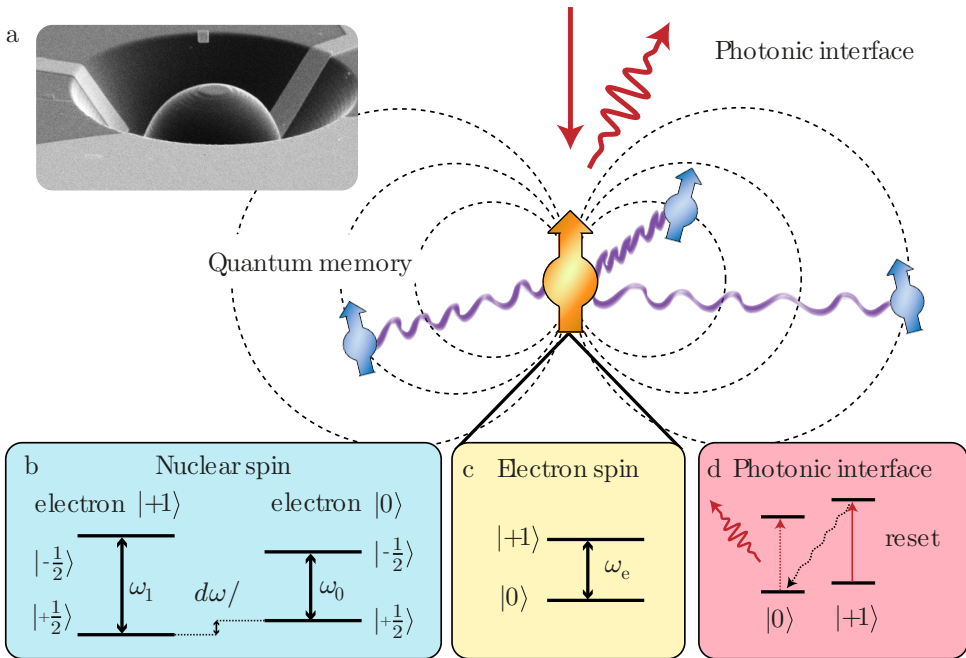 a
Photonic interface
Quantum memory
b Nuclear spin
electron |+1⟩ electron |0⟩
|-1/2⟩ ω₁ dω/ ω₀ |-1/2⟩
|+1/2⟩ |+1/2⟩
c Electron spin
|+1⟩
ωₑ
|0⟩
d Photonic interface
reset
|0⟩ |+1⟩